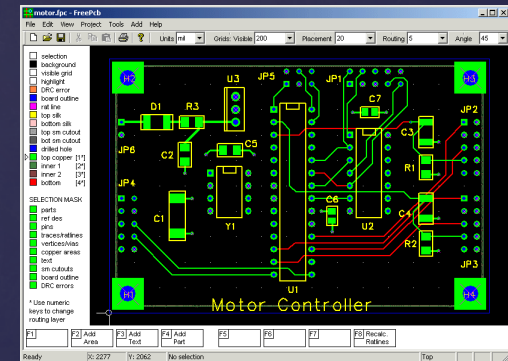 motor.fpc - FreePcb
File Edit View Project Tools Add Help
Units mil Grids: Visible 200 Placement 20 Routing 5 Angle 45
selection
background
visible grid
highlight
DRC error
board outline
rat line
top silk
bottom silk
top sm cutout
bot sm cutout
drilled hole
top copper [1*]
inner 1 [2*]
inner 2 [3*]
bottom [4*]
SELECTION MASK
parts
ref des
pins
traces/ratlines
vertices/vias
copper areas
text
sm cutouts
board outline
DRC errors
* Use numeric
keys to change
routing layer
H2 U3 JP5 JP1 H3
D1 R3 C7 JP2
C3
JP6 C2 C5
R1
JP4
C1 Y1 C6 U2 C4
R2
JP3
H1 U1 H4
Motor Controller
F1 F2 Add Area F3 Add Text F4 Add Part F5 F6 F7 F8 Recalc. Ratlines
Ready X: 2277 Y: 2062 No selection Top